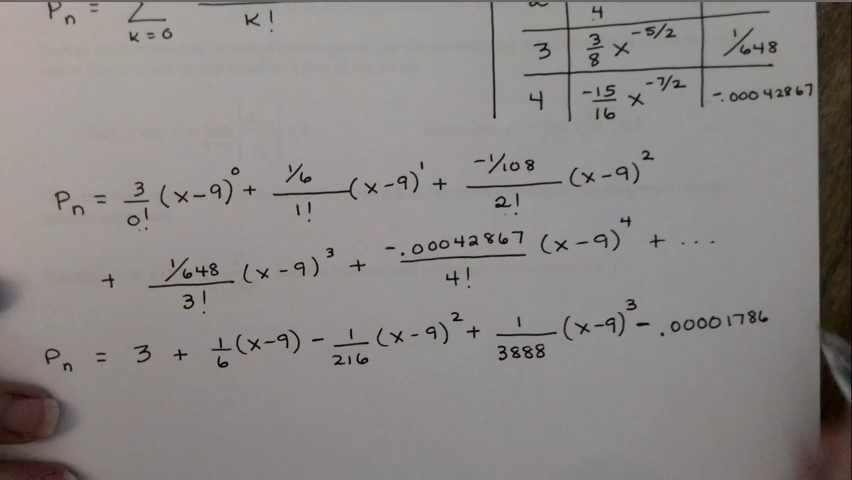 Pn = Σ K!
K = 0
4
3 3/8 x^-5/2 1/648
4 -15/16 x^-7/2 -.00042867
Pn = 3/0! (x-9)^0 + 1/6/1! (x-9)^1 + -1/108/2! (x-9)^2
+ 1/648/3! (x-9)^3 + -.00042867/4! (x-9)^4 + ...
Pn = 3 + 1/6 (x-9) - 1/216 (x-9)^2 + 1/3888 (x-9)^3 - .00001786